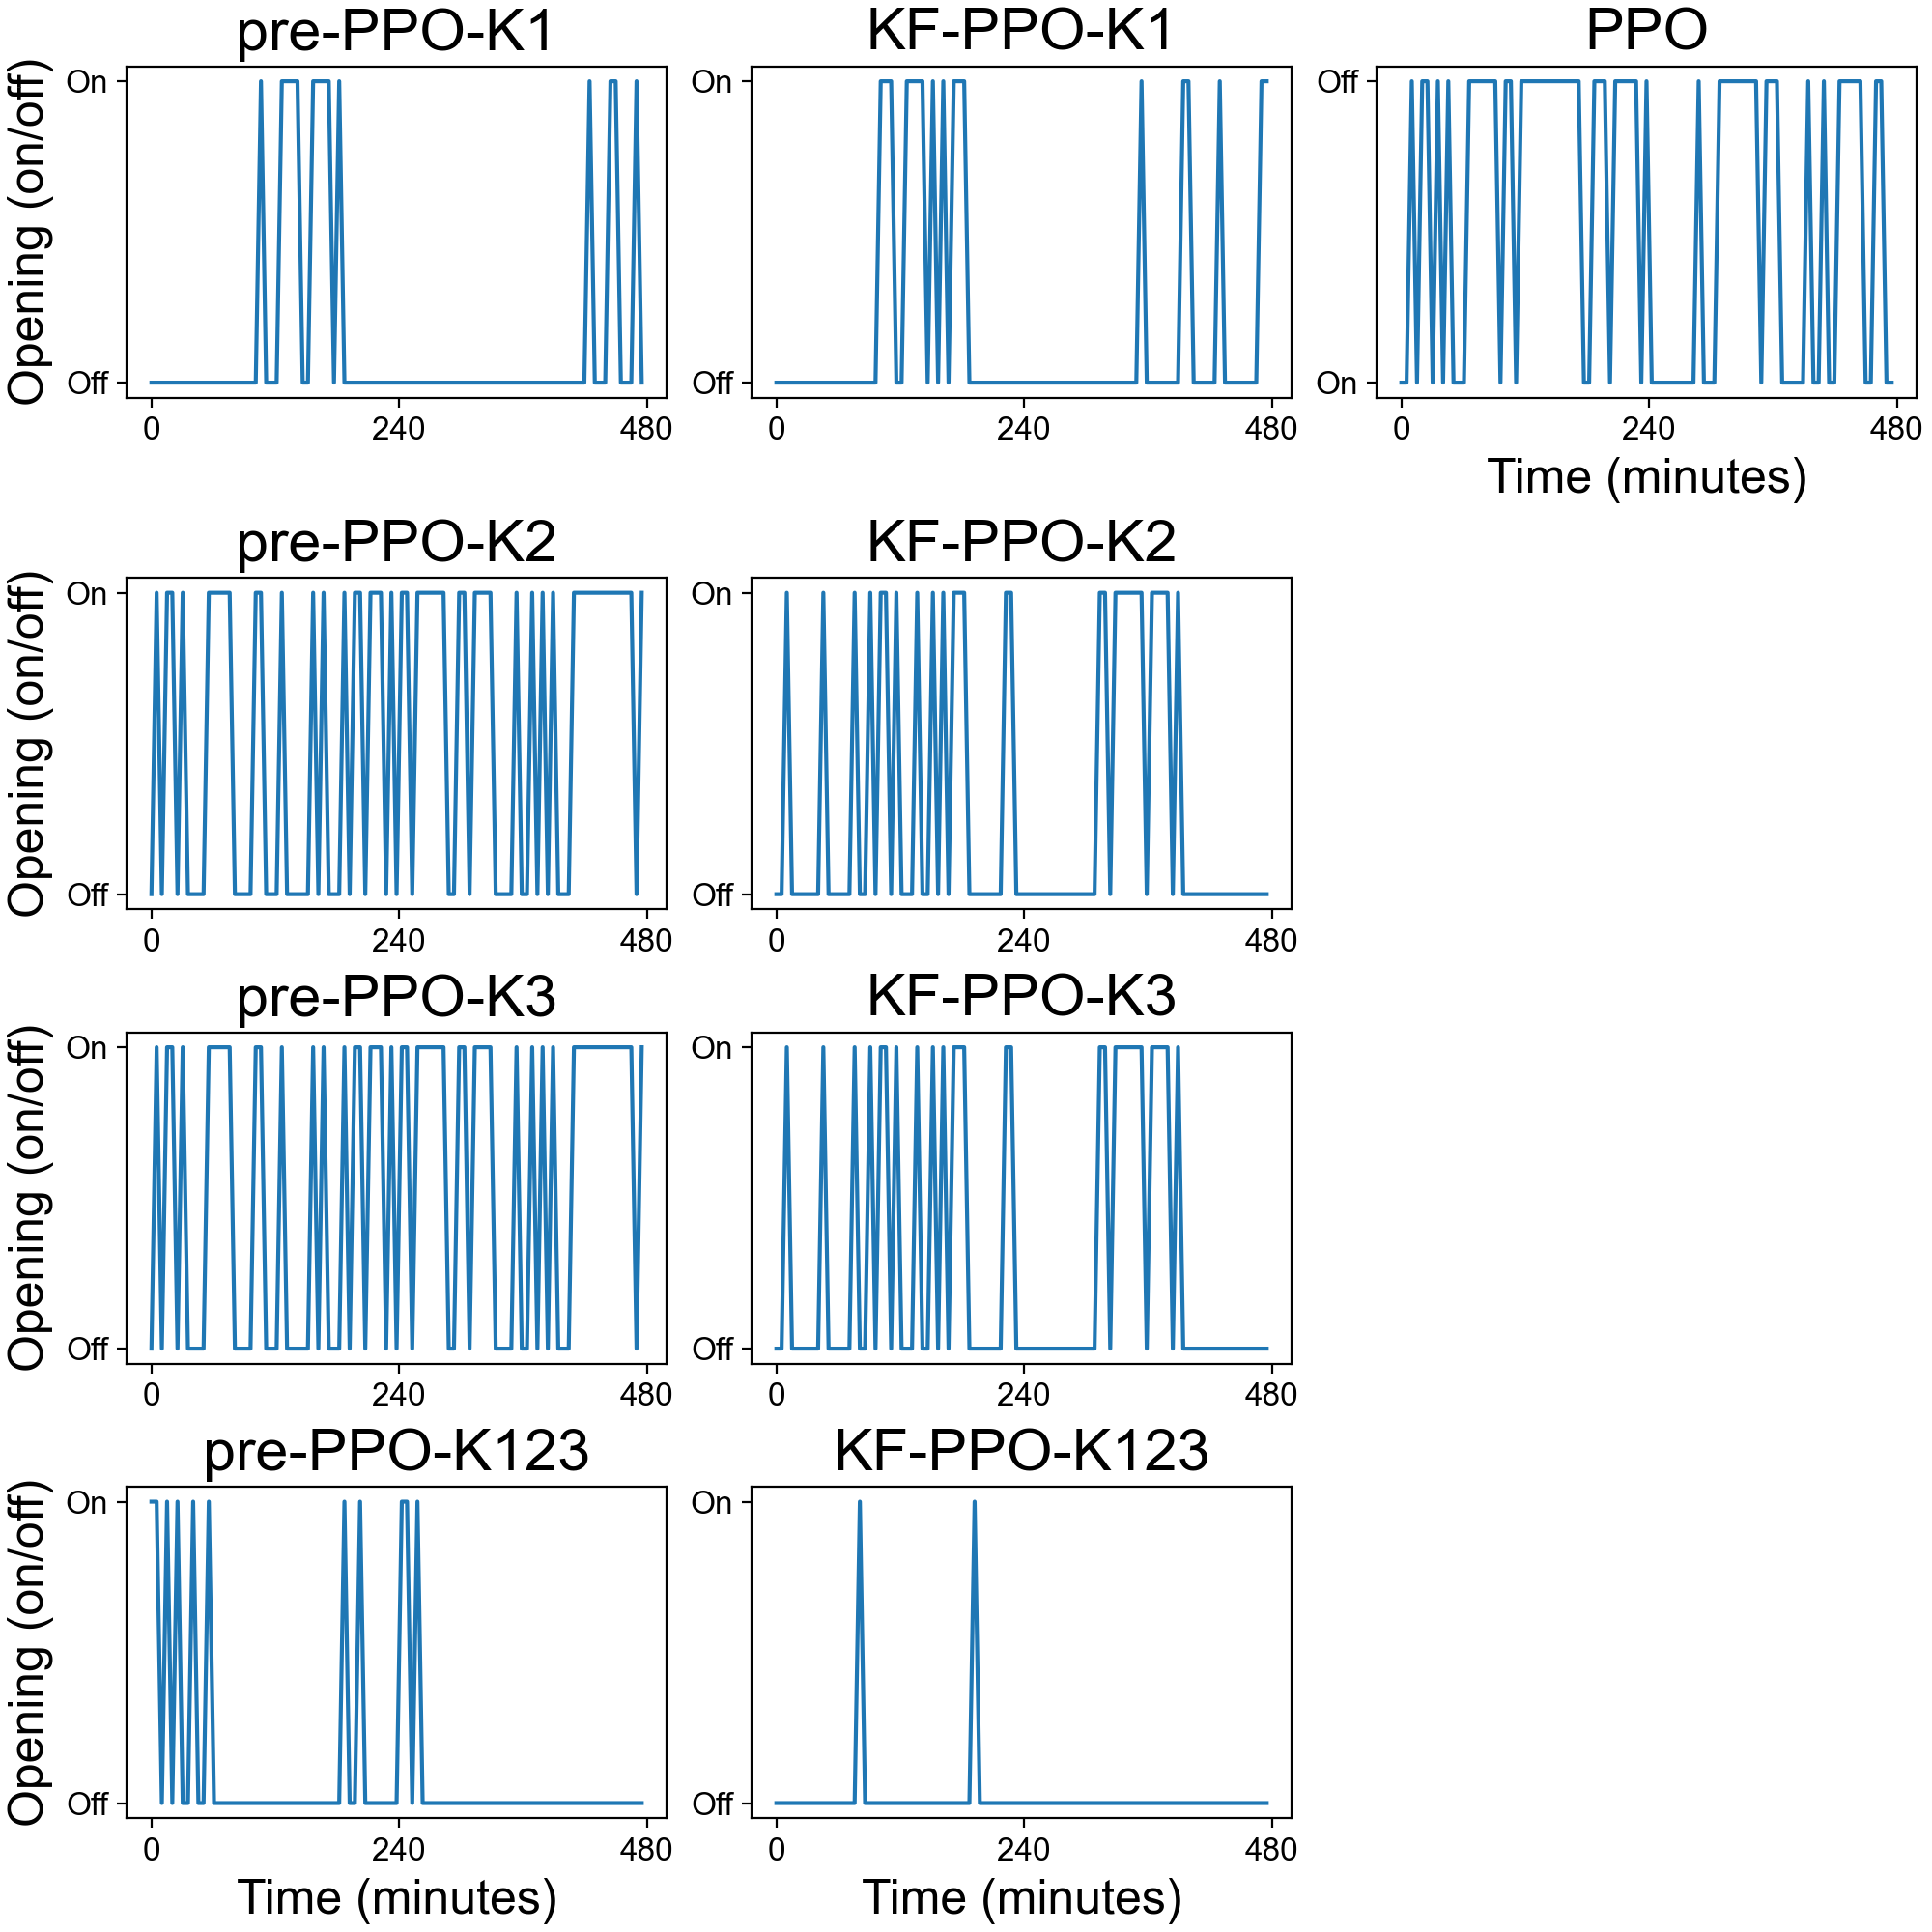 pre-PPO-K1
KF-PPO-K1
PPO
Opening (on/off)
On
Off
0
240
480
On
Off
0
240
480
Off
On
0
240
480
Time (minutes)
pre-PPO-K2
KF-PPO-K2
Opening (on/off)
On
Off
0
240
480
On
Off
0
240
480
pre-PPO-K3
KF-PPO-K3
Opening (on/off)
On
Off
0
240
480
On
Off
0
240
480
pre-PPO-K123
KF-PPO-K123
Opening (on/off)
On
Off
0
240
480
Time (minutes)
On
Off
0
240
480
Time (minutes)